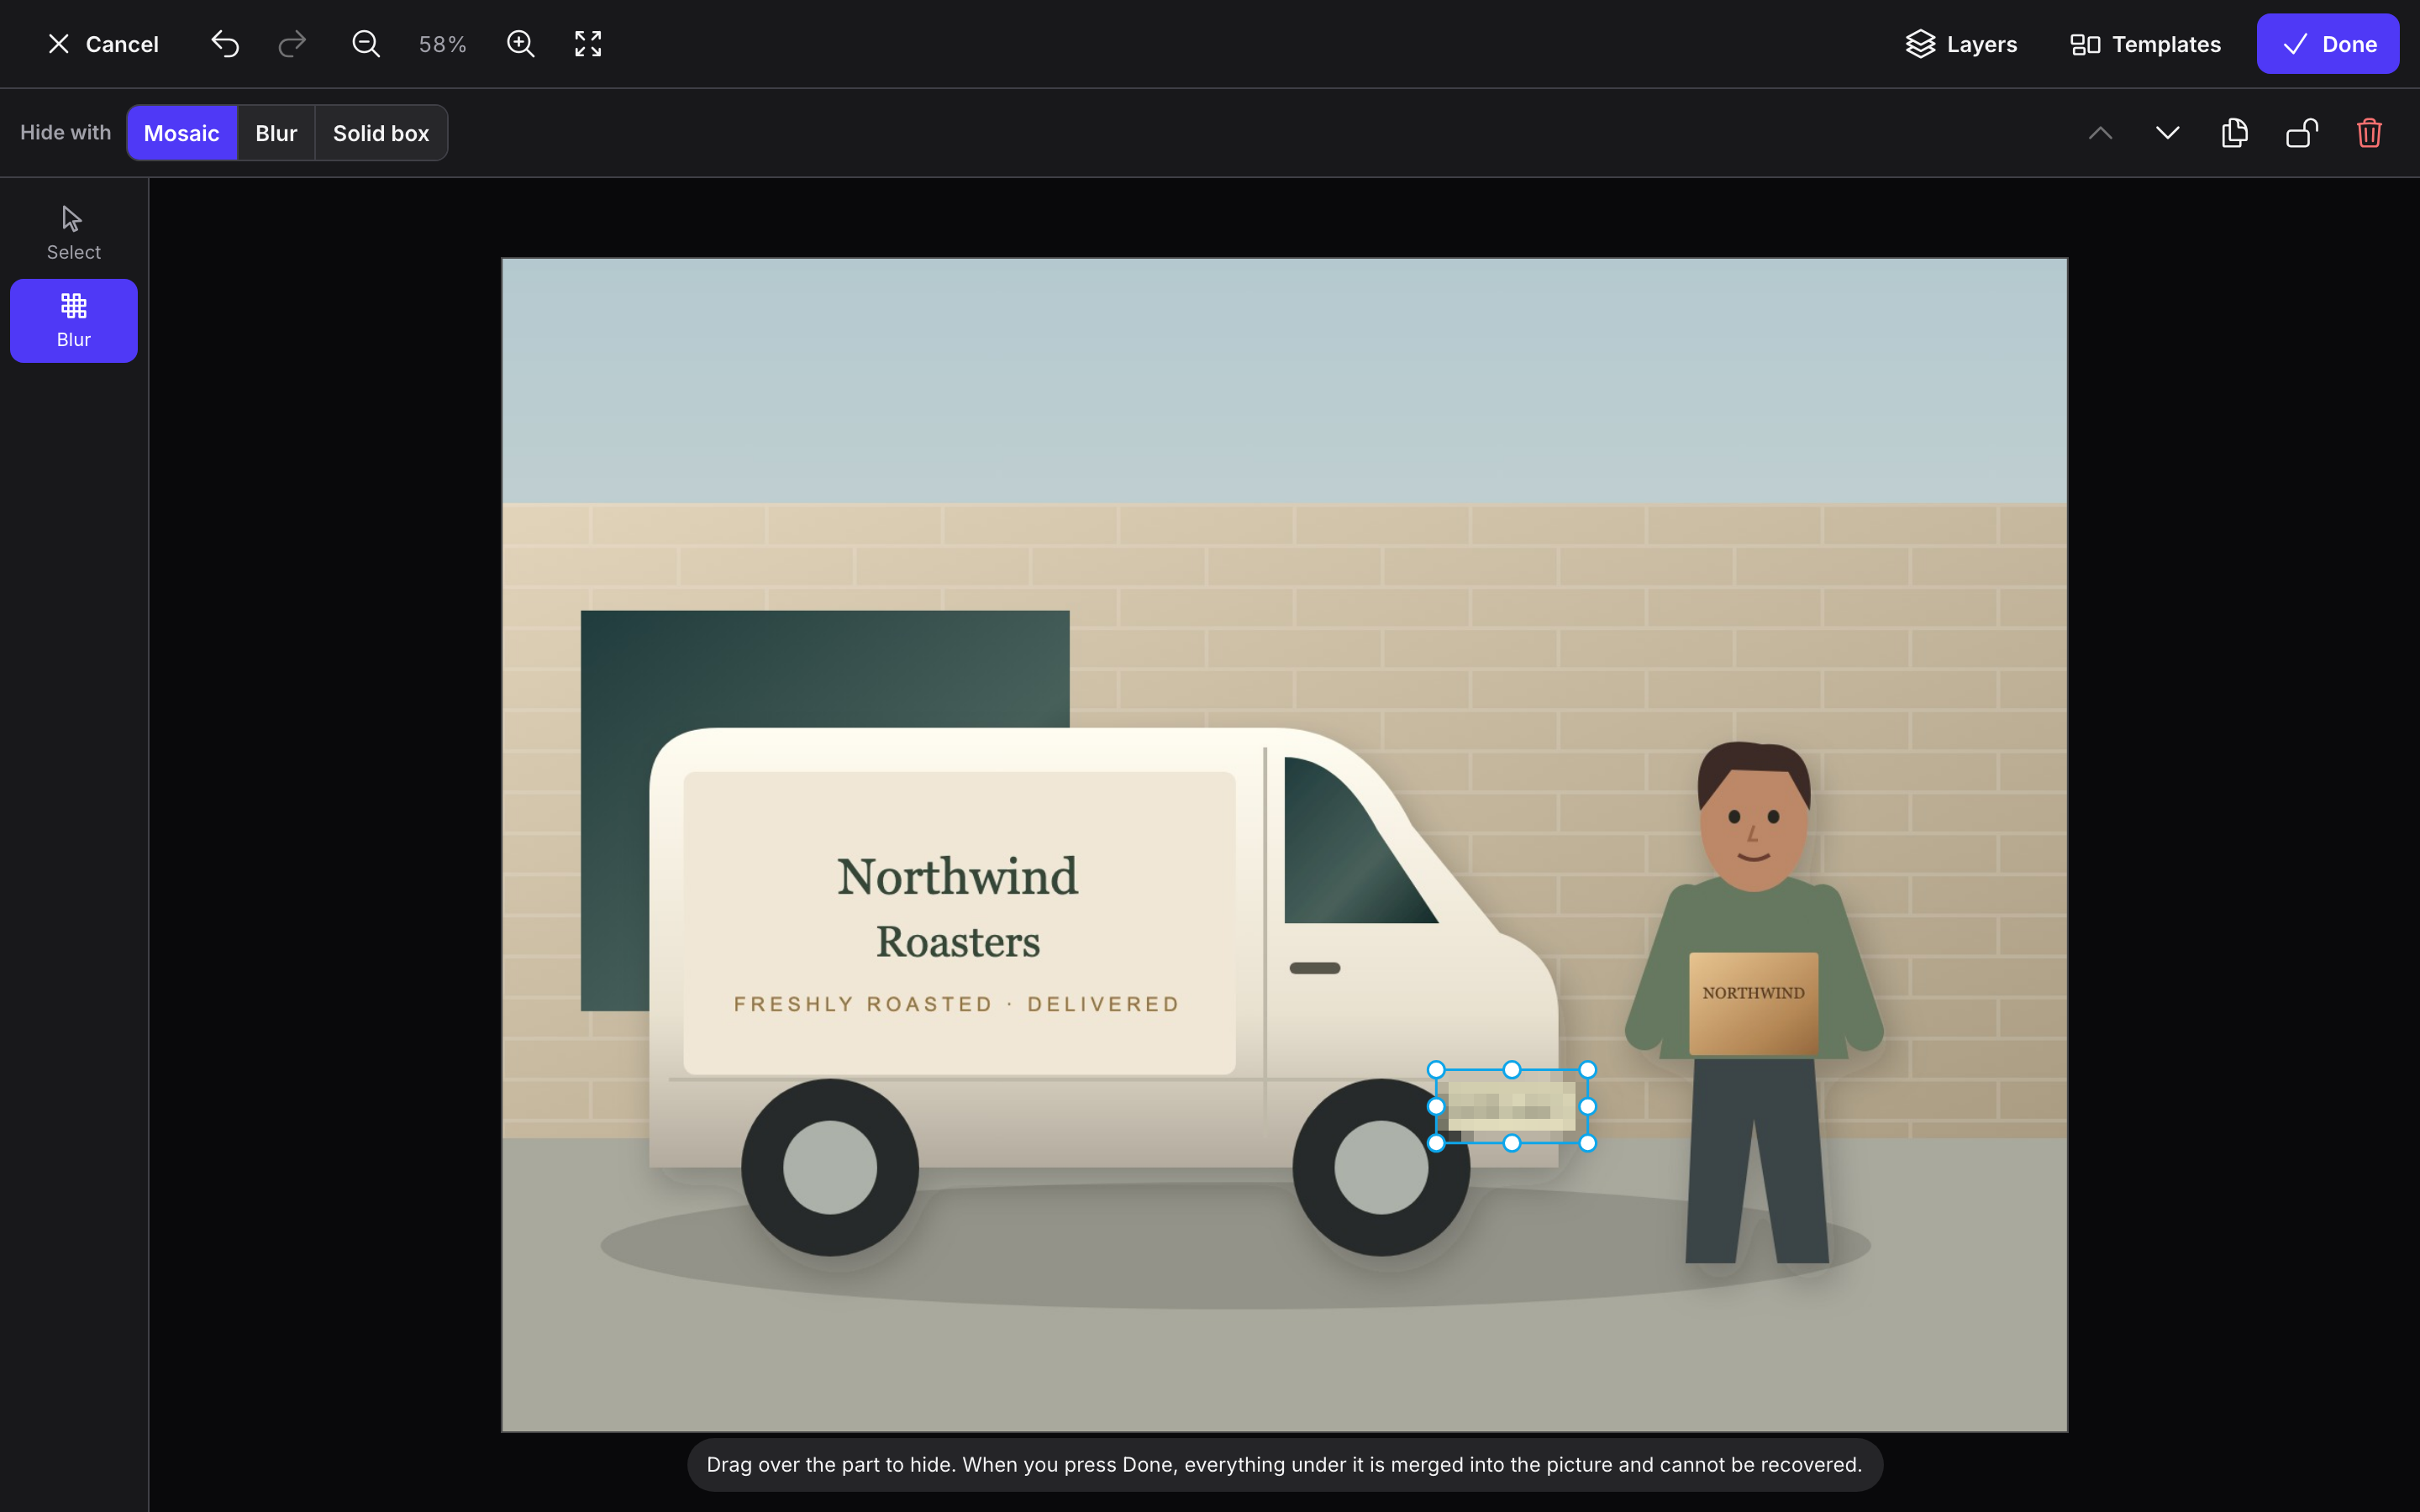 Cancel
58%
Layers
Templates
Done
Hide with
Mosaic
Blur
Solid box
Select
Blur
Northwind
Roasters
FRESHLY ROASTED · DELIVERED
NORTHWIND
Drag over the part to hide. When you press Done, everything under it is merged into the picture and cannot be recovered.